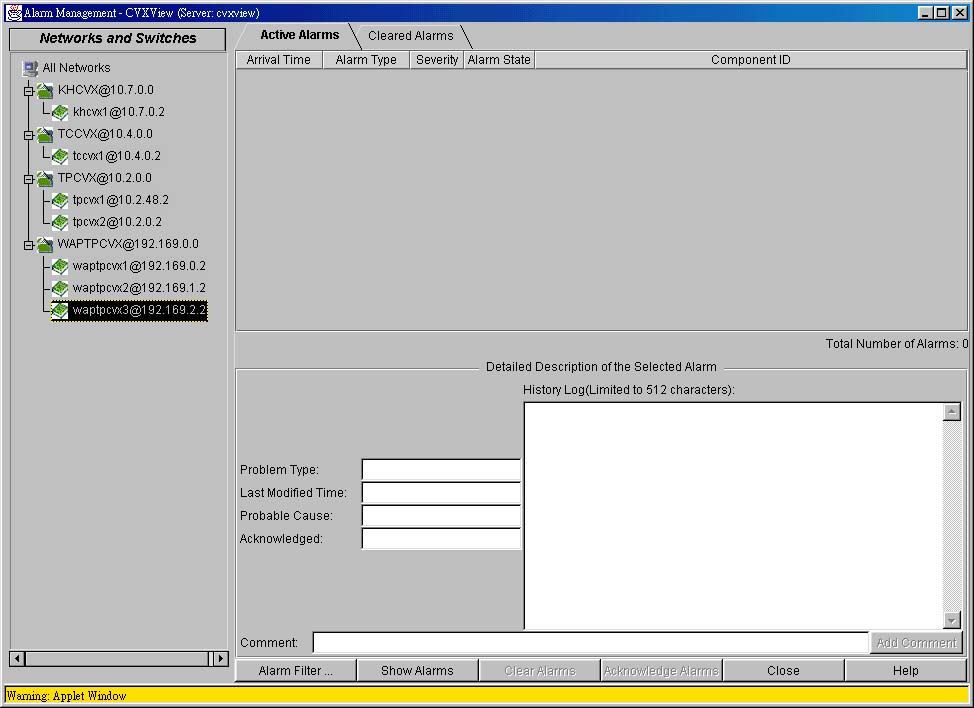 Alarm Management - CVXView (Server: cvxview)
Networks and Switches
All Networks
KHCVX@10.7.0.0
khcvx1@10.7.0.2
TCCVX@10.4.0.0
tccvx1@10.4.0.2
TPCVX@10.2.0.0
tpcvx1@10.2.48.2
tpcvx2@10.2.0.2
WAPTPCVX@192.169.0.0
waptpcvx1@192.169.0.2
waptpcvx2@192.169.1.2
waptpcvx3@192.169.2.2
Active Alarms Cleared Alarms
Arrival Time Alarm Type Severity Alarm State Component ID
Total Number of Alarms: 0
Detailed Description of the Selected Alarm
History Log(Limited to 512 characters):
Problem Type:
Last Modified Time:
Probable Cause:
Acknowledged:
Comment: Add Comment
Alarm Filter ... Show Alarms Clear Alarms Acknowledge Alarms Close Help
Warning: Applet Window